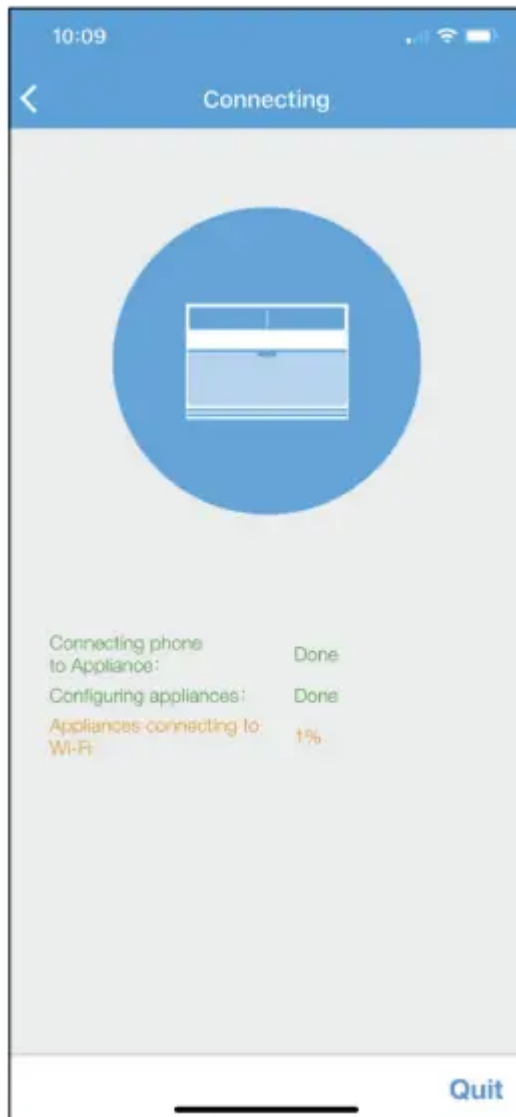 10:09
Connecting
Connecting phone
to Appliance:
Done
Configuring appliances:
Done
Appliances connecting to
Wi-Fi
1%
Quit